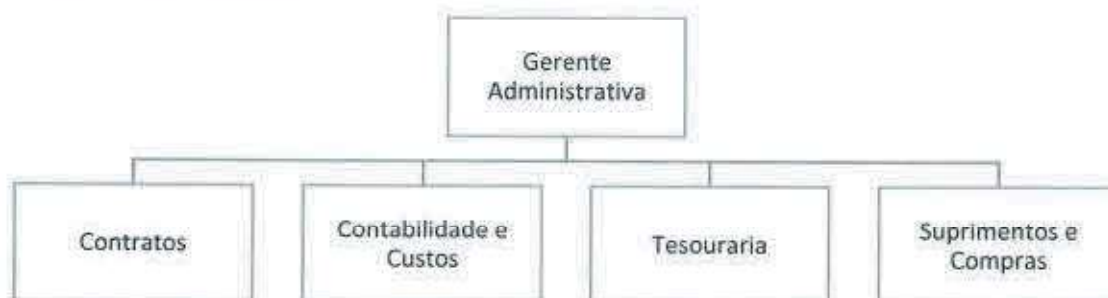 Gerente
Administrativa
Contratos
Contabilidade e
Custos
Tesouraria
Suprimentos e
Compras